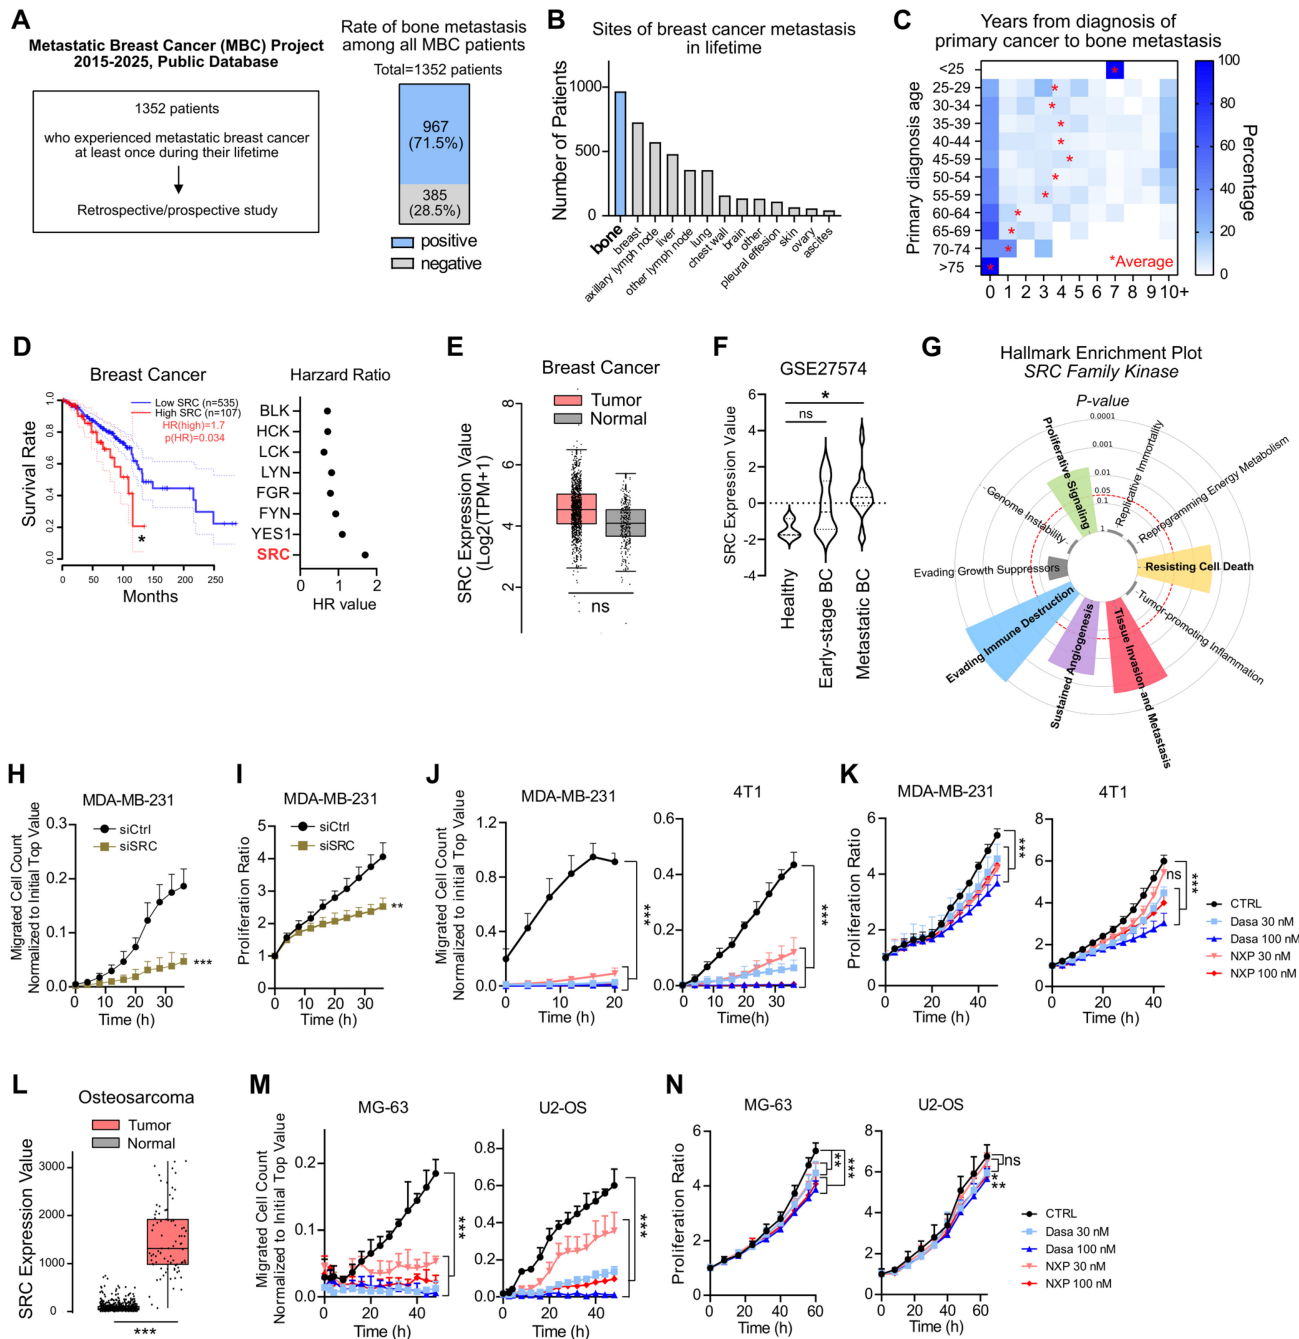 A
Metastatic Breast Cancer (MBC) Project
2015-2025, Public Database
1352 patients
who experienced metastatic breast cancer
at least once during their lifetime
Retrospective/prospective study
Rate of bone metastasis
among all MBC patients
Total=1352 patients
967
(71.5%)
385
(28.5%)
positive
negative
B
Sites of breast cancer metastasis
in lifetime
Number of Patients
1000
500
0
bone
breast
axillary lymph node
liver
other lymph node
lung
chest wall
brain
other
pleural effesion
skin
ovary
ascites
C
Years from diagnosis of
primary cancer to bone metastasis
Primary diagnosis age
<25
25-29
30-34
35-39
40-44
45-59
50-54
55-59
60-64
65-69
70-74
>75
*Average
0 1 2 3 4 5 6 7 8 9 10+
100
80
60
40
20
0
Percentage
D
Breast Cancer
Survival Rate
1.0
0.8
0.6
0.4
0.2
0.0
Low SRC (n=535)
High SRC (n=107)
HR(high)=1.7
p(HR)=0.034
*
0 50 100 150 200 250
Months
Harzard Ratio
BLK
HCK
LCK
LYN
FGR
FYN
YES1
SRC
0 1 2
HR value
E
Breast Cancer
Tumor
Normal
SRC Expression Value
(Log2(TPM+1)
8
6
4
2
ns
F
GSE27574
SRC Expression Value
6
4
2
0
-2
-4
*
ns
Healthy
Early-stage BC
Metastatic BC
G
Hallmark Enrichment Plot
SRC Family Kinase
P-value
0.0001
0.001
0.01
0.05
0.1
1
Proliferative Signaling
Replicative Immortality
Reprogramming Energy Metabolism
Resisting Cell Death
Tumor-promoting Inflammation
Tissue Invasion and Metastasis
Sustained Angiogenesis
Evading Immune Destruction
Evading Growth Suppressors
Genome Instability
H
MDA-MB-231
Migrated Cell Count
Normalized to Initial Top Value
0.3
0.2
0.1
0.0
siCtrl
siSRC
***
0 10 20 30
Time (h)
I
MDA-MB-231
Proliferation Ratio
5
4
3
2
1
0
siCtrl
siSRC
**
0 10 20 30
Time (h)
J
MDA-MB-231
Migrated Cell Count
Normalized to initial Top Value
1.2
0.8
0.4
0.0
***
0 10 10 20
Time (h)
4T1
0.5
0.4
0.3
0.2
0.1
0.0
***
0 10 20 30
Time(h)
K
MDA-MB-231
Proliferation Ratio
6
4
2
0
***
0 20 40
Time (h)
4T1
8
6
4
2
0
ns
***
0 20 40
Time (h)
CTRL
Dasa 30 nM
Dasa 100 nM
NXP 30 nM
NXP 100 nM
L
Osteosarcoma
Tumor
Normal
SRC Expression Value
3000
2000
1000
0
***
M
MG-63
Migrated Cell Count
Normalized to Initial Top Value
0.2
0.1
0.0
***
0 20 40
Time (h)
U2-OS
0.8
0.6
0.4
0.2
0.0
***
0 20 40
Time (h)
N
MG-63
Proliferation Ratio
6
4
2
0
**
***
0 20 40 60
Time (h)
U2-OS
8
6
4
2
0
ns
*
**
0 20 40 60
Time (h)
CTRL
Dasa 30 nM
Dasa 100 nM
NXP 30 nM
NXP 100 nM